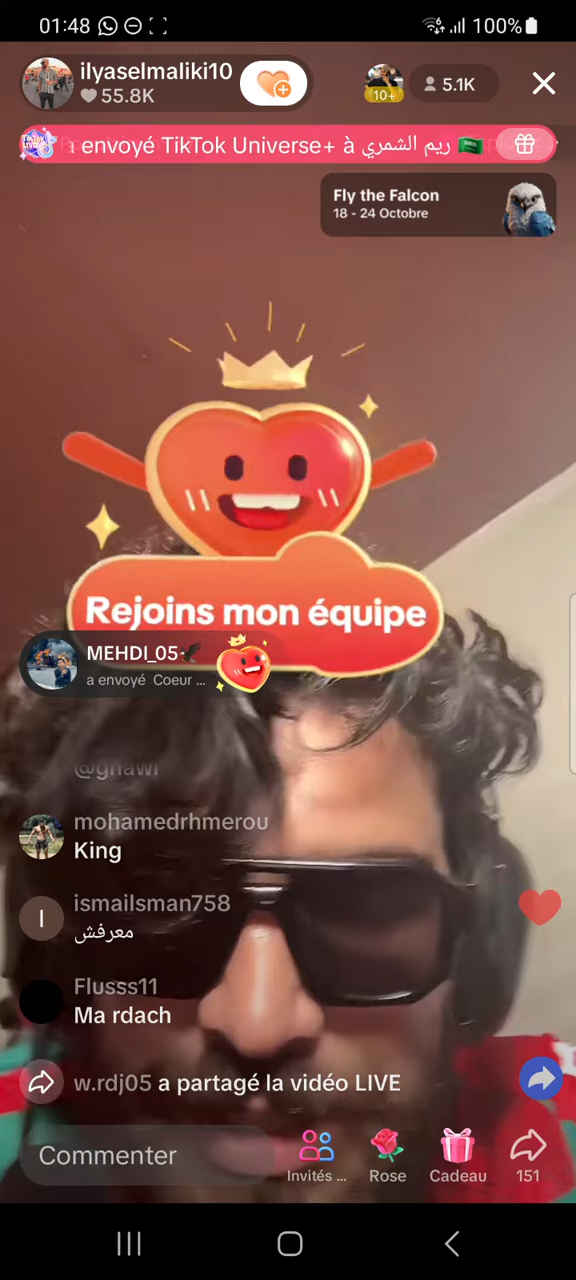 01:48
100%
ilyaselmaliki10
55.8K
10+
5.1K
envoyé TikTok Universe+ à ريم الشمري
Fly the Falcon
18 - 24 Octobre
Rejoins mon équipe
MEHDI_05
a envoyé Coeur ...
@gnawi
mohamedrhmerou
King
ismailsman758
معرفش
Flusss11
Ma rdach
w.rdj05 a partagé la vidéo LIVE
Commenter
Invités ...
Rose
Cadeau
151